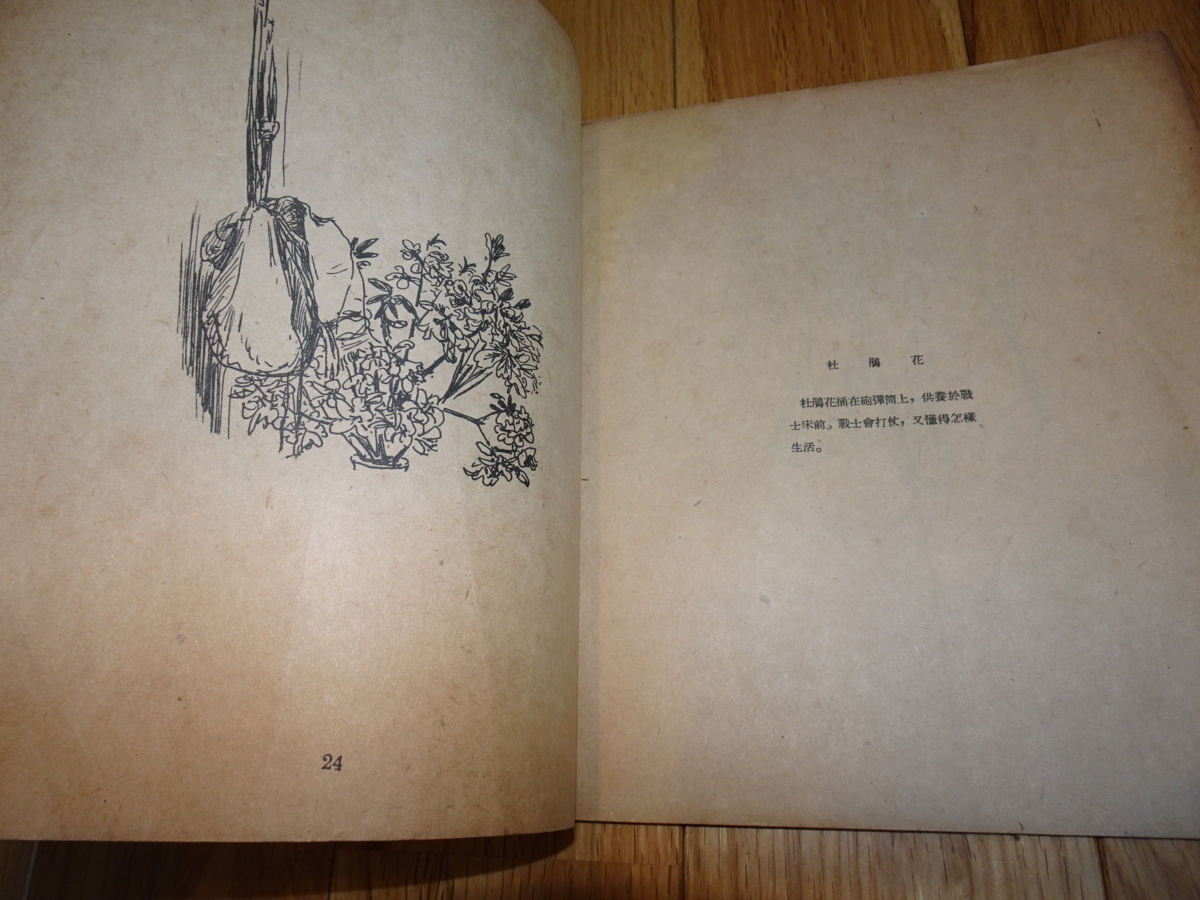 24
杜鵑花
杜鵑花插在砲彈筒上，供養於戰
士床前。戰士會打仗，又懂得怎樣
生活。